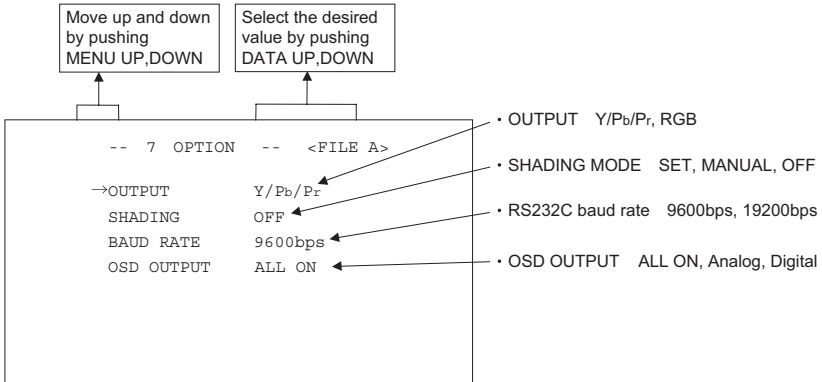 Move up and down
by pushing
MENU UP,DOWN
Select the desired
value by pushing
DATA UP,DOWN
-- 7 OPTION -- <FILE A>
→OUTPUT Y/Pb/Pr
SHADING OFF
BAUD RATE 9600bps
OSD OUTPUT ALL ON
・OUTPUT Y/Pb/Pr, RGB
・SHADING MODE SET, MANUAL, OFF
・RS232C baud rate 9600bps, 19200bps
・OSD OUTPUT ALL ON, Analog, Digital